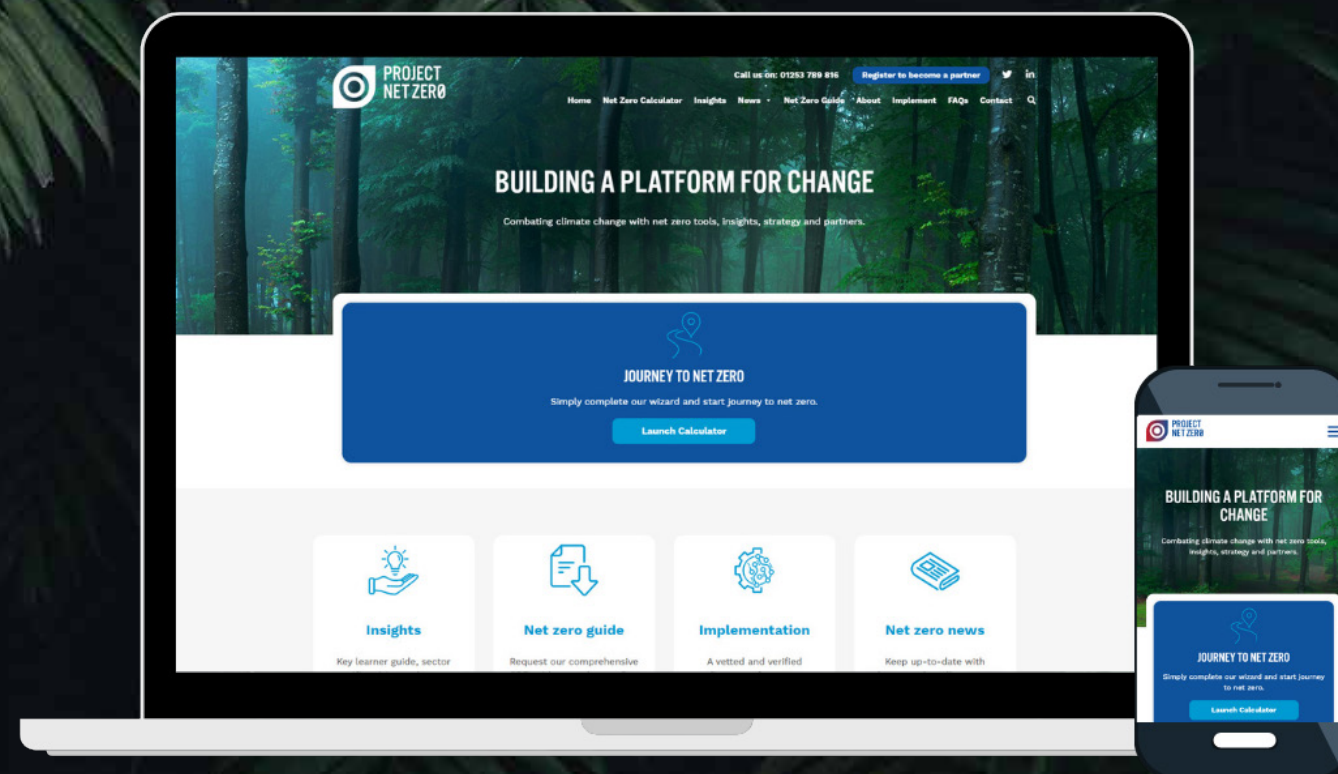 PROJECT
NET ZERØ
Call us on: 01253 789 816
Register to become a partner
in
Home Net Zero Calculator Insights News Net Zero Guide About Implement FAQs Contact
BUILDING A PLATFORM FOR CHANGE
Combating climate change with net zero tools, insights, strategy and partners.
JOURNEY TO NET ZERO
Simply complete our wizard and start journey to net zero.
Launch Calculator
Insights
Key learner guide, sector
Net zero guide
Request our comprehensive
Implementation
A vetted and verified
Net zero news
Keep up-to-date with
PROJECT
NET ZERØ
BUILDING A PLATFORM FOR
CHANGE
Combating climate change with net zero tools,
insights, strategy and partners.
JOURNEY TO NET ZERO
Simply complete our wizard and start journey
to net zero.
Launch Calculator